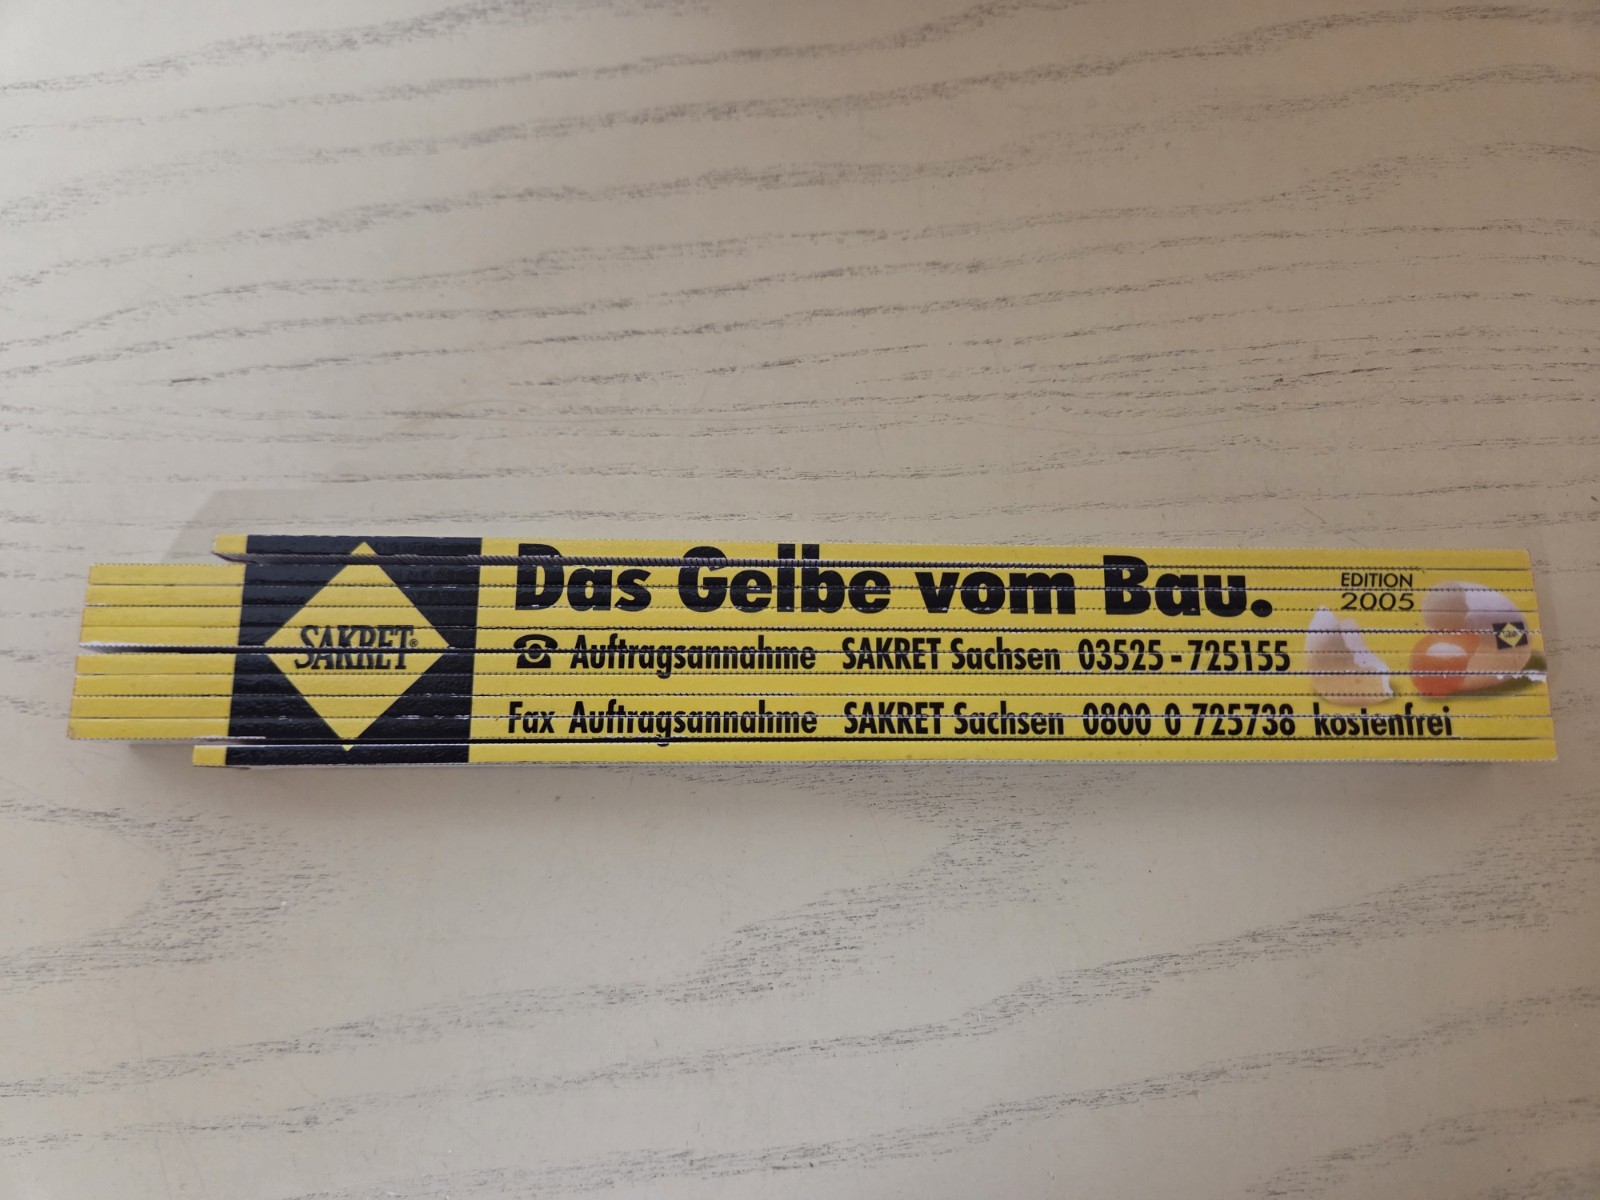 SAKRET®
Das Gelbe vom Bau.
EDITION
2005
☎ Auftragsannahme SAKRET Sachsen 03525 - 725155
Fax Auftragsannahme SAKRET Sachsen 0800 0 725738 kostenfrei